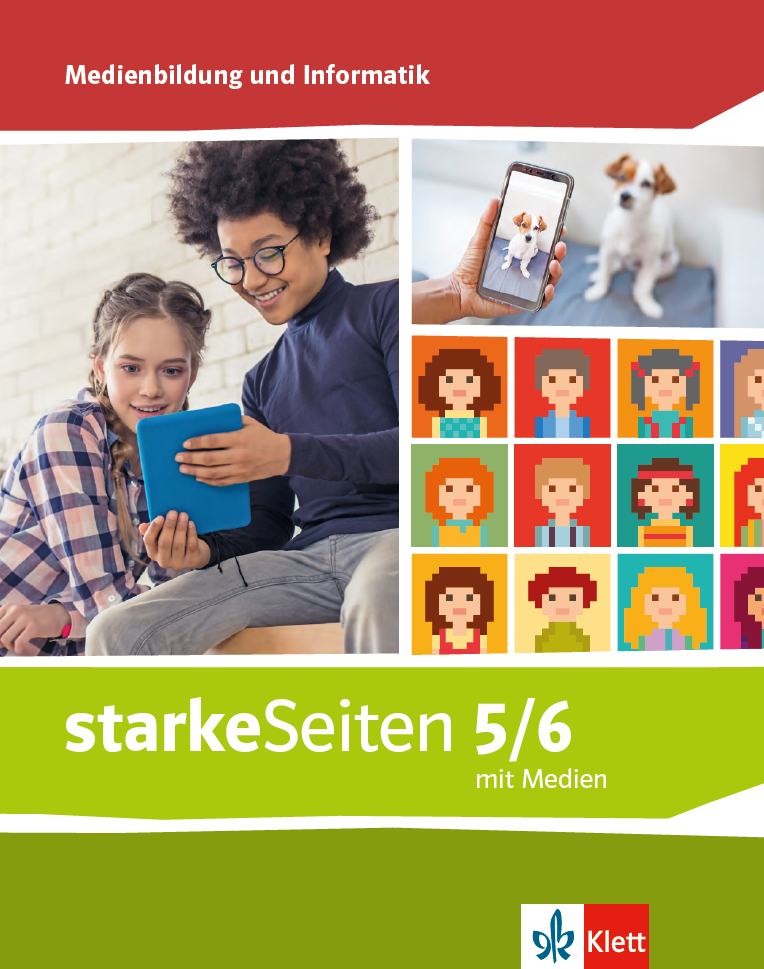 Medienbildung und Informatik
starkeSeiten 5/6
mit Medien
Klett